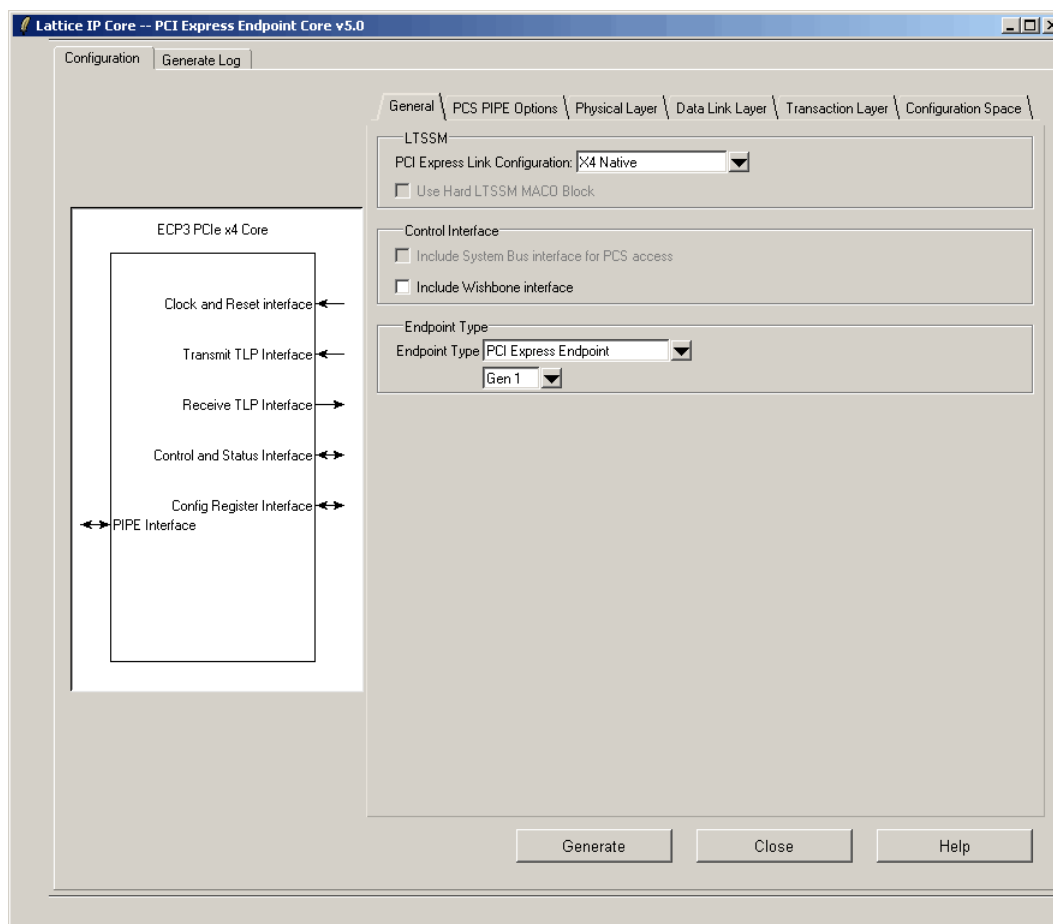 Lattice IP Core -- PCI Express Endpoint Core v5.0
Configuration
Generate Log
General
PCS PIPE Options
Physical Layer
Data Link Layer
Transaction Layer
Configuration Space
LTSSM
PCI Express Link Configuration: X4 Native
Use Hard LTSSM MACO Block
Control Interface
Include System Bus interface for PCS access
Include Wishbone interface
Endpoint Type
Endpoint Type PCI Express Endpoint
Gen 1
ECP3 PCIe x4 Core
Clock and Reset interface
Transmit TLP Interface
Receive TLP Interface
Control and Status Interface
Config Register Interface
PIPE Interface
Generate
Close
Help